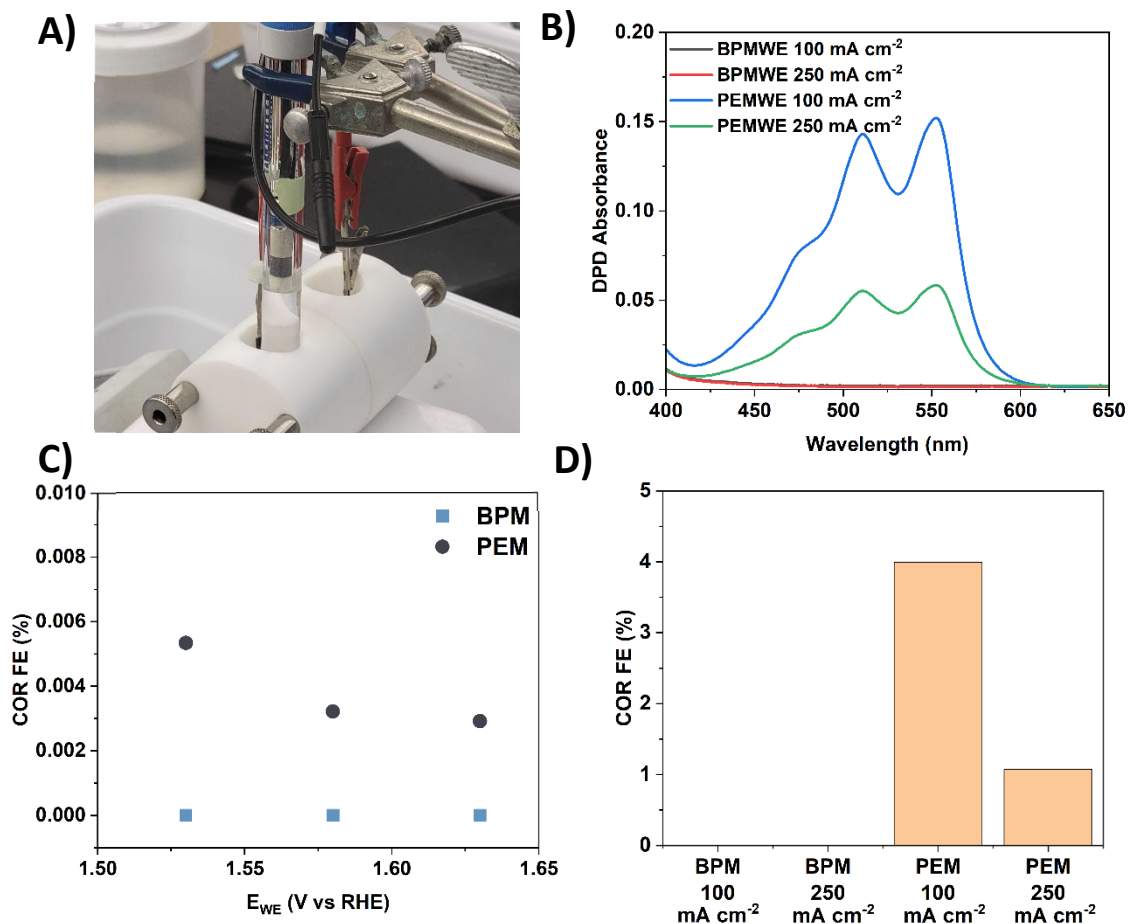 A)
B)
0.20
0.15
0.10
0.05
0.00
DPD Absorbance
BPMWE 100 mA cm⁻²
BPMWE 250 mA cm⁻²
PEMWE 100 mA cm⁻²
PEMWE 250 mA cm⁻²
400 450 500 550 600 650
Wavelength (nm)
C)
0.010
0.008
0.006
0.004
0.002
0.000
COR FE (%)
BPM
PEM
1.50 1.55 1.60 1.65
E_WE (V vs RHE)
D)
5
4
3
2
1
0
COR FE (%)
BPM
100
mA cm⁻²
BPM
250
mA cm⁻²
PEM
100
mA cm⁻²
PEM
250
mA cm⁻²